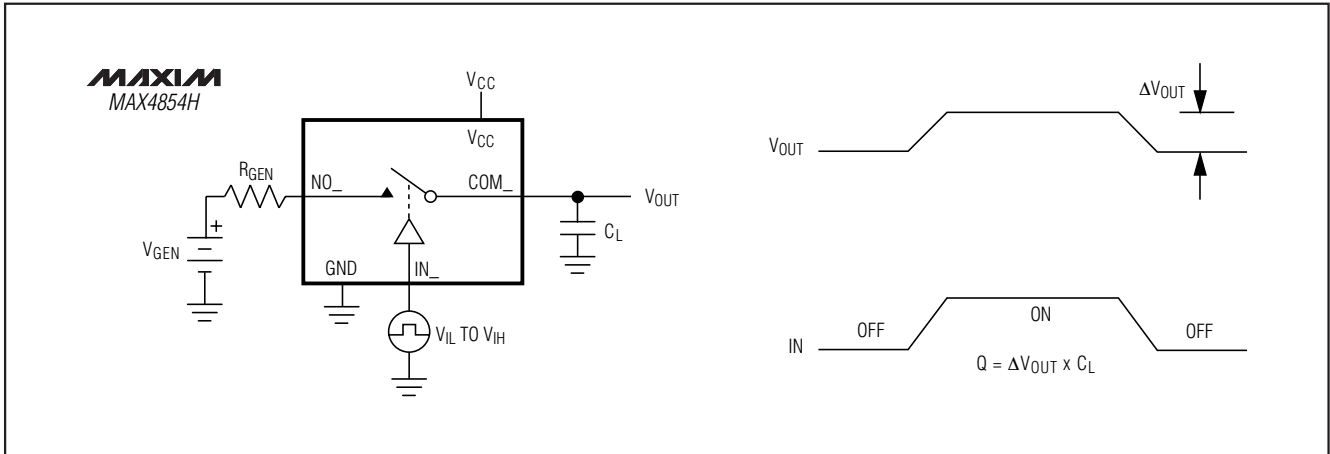 MAXIM
MAX4854H
VCC
VCC
RGEN
NO_
COM_
VOUT
CL
+
VGEN
GND
IN_
VIL TO VIH
ΔVOUT
VOUT
IN
OFF
ON
OFF
Q = ΔVOUT x CL